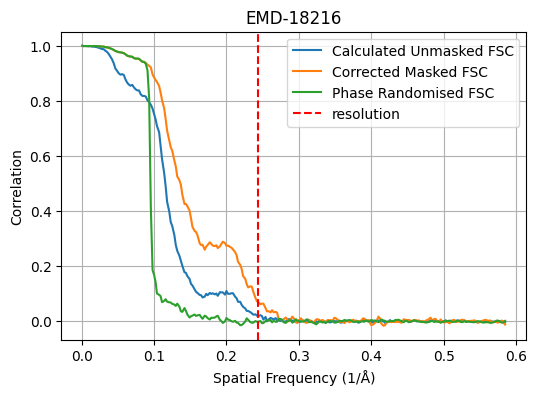 EMD-18216
Calculated Unmasked FSC
Corrected Masked FSC
Phase Randomised FSC
resolution
Correlation
1.0
0.8
0.6
0.4
0.2
0.0
0.0 0.1 0.2 0.3 0.4 0.5 0.6
Spatial Frequency (1/Å)